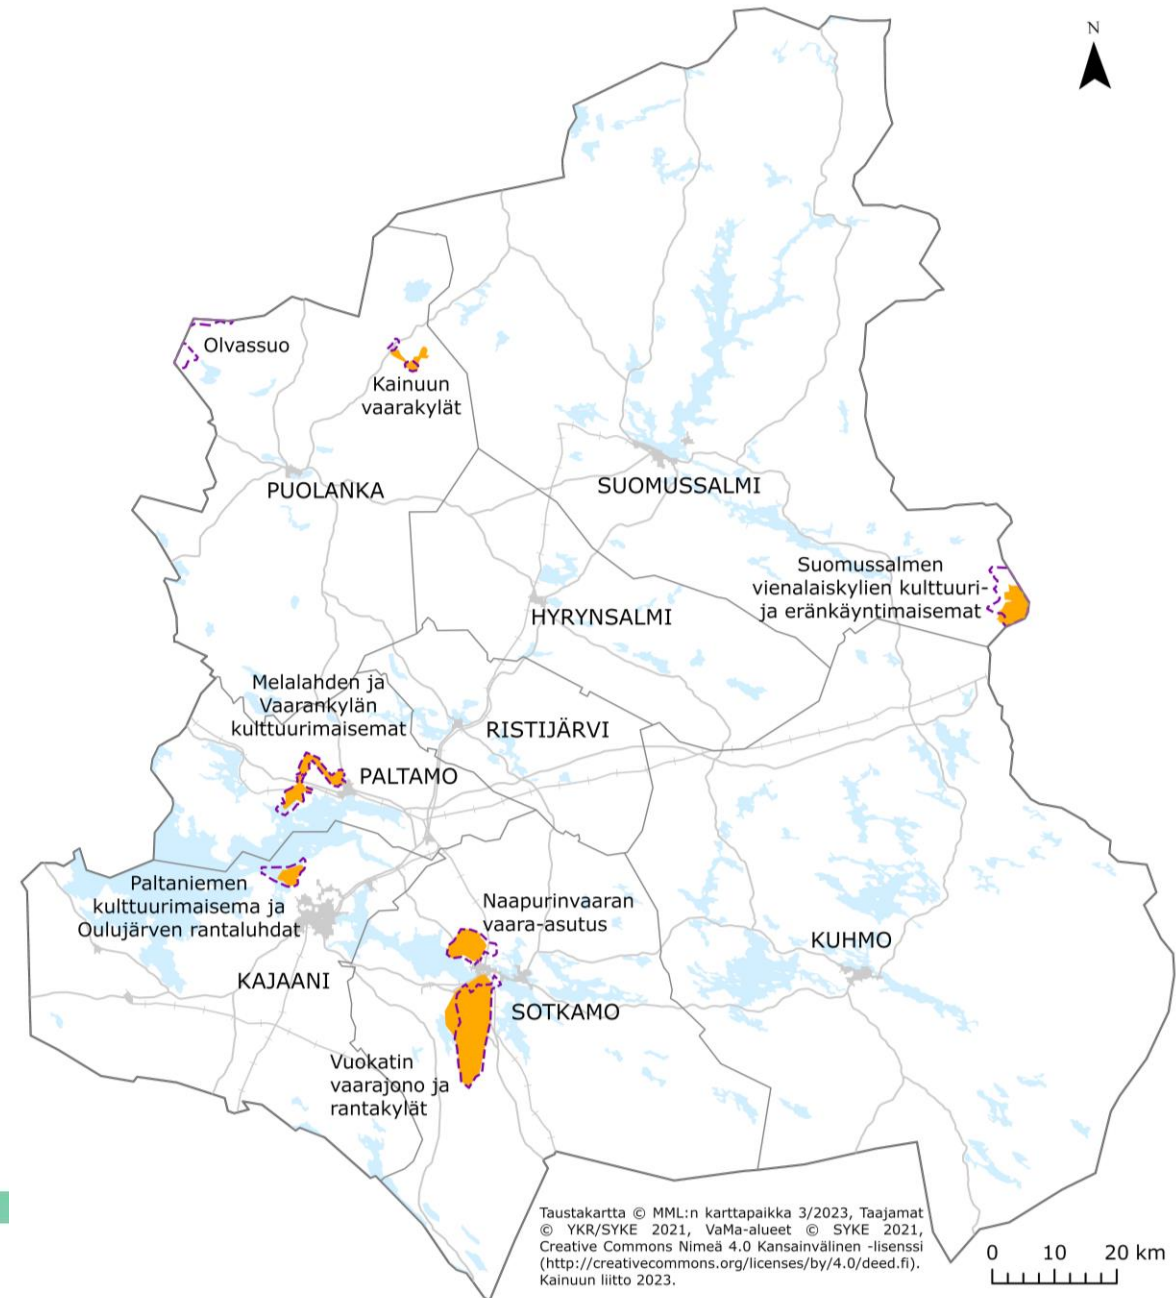 N
Olvassuo
Kainuun
vaarakylät
PUOLANKA
SUOMUSSALMI
Suomussalmen
vienalaiskylien kulttuuri-
ja eränkäyntimaisemat
HYRYNSALMI
Melalahden ja
Vaarankylän
kulttuurimaisemat
RISTIJÄRVI
PALTAMO
Paltaniemen
kulttuurimaisema ja
Oulujärven rantaluhdat
Naapurinvaaran
vaara-asutus
KUHMO
KAJAANI
SOTKAMO
Vuokatin
vaarajono ja
rantakylät
Taustakartta © MML:n karttapaikka 3/2023, Taajamat
© YKR/SYKE 2021, VaMa-alueet © SYKE 2021,
Creative Commons Nimeä 4.0 Kansainvälinen -lisenssi
(http://creativecommons.org/licenses/by/4.0/deed.fi).
Kainuun liitto 2023.
0 10 20 km